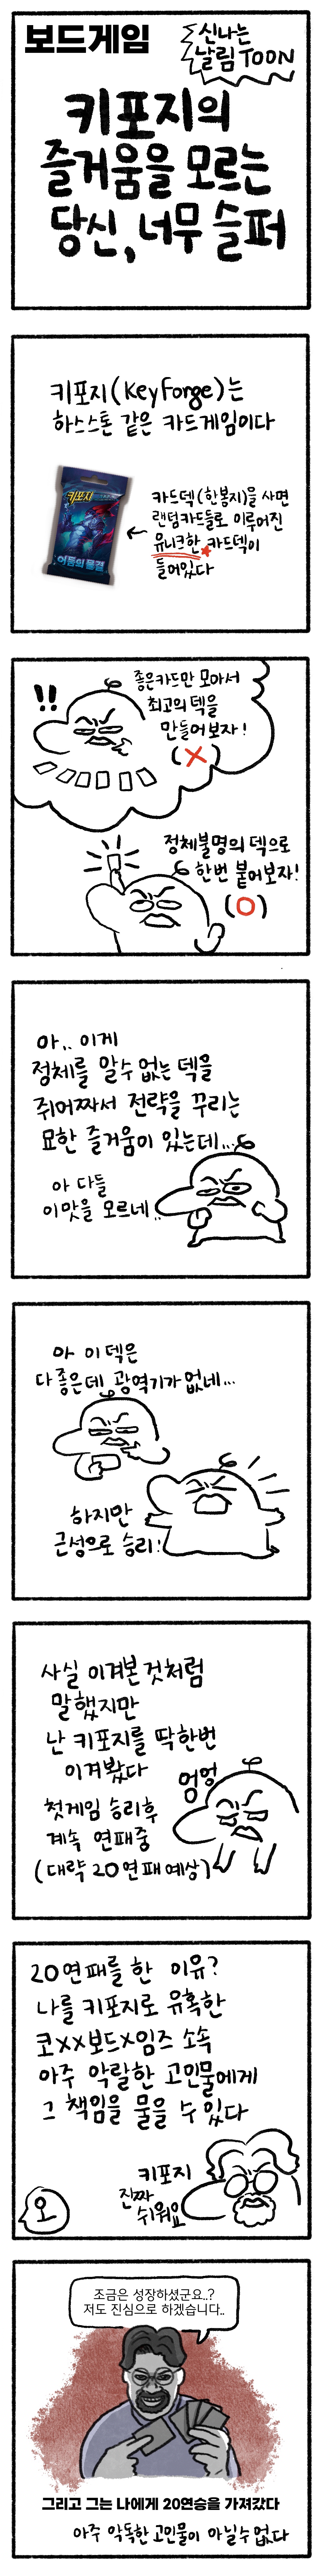 보드게임
신나는
날림 TOON
키포지의
즐거움을 모르는
당신, 너무 슬퍼
키포지(KeyForge)는
하스스톤 같은 카드게임이다
키포지
어둠의 물결
카드덱(한봉지)을 사면
랜덤카드들로 이루어진
유니크한 카드덱이
들어있다
!!
좋은카드만 모아서
최고의 덱을
만들어보자!
(X)
정체불명의 덱으로
한번 붙어보자!
(O)
아.. 이게
정체를 알수 없는 덱을
쥐어짜서 전략을 꾸리는
묘한 즐거움이 있는데...
아 다들
이맛을 모르네..
아 이 덱은
다 좋은데 광역기가 없네...
하지만
근성으로 승리!
사실 이겨본 것처럼
말했지만
난 키포지를 딱한번
이겨봤다
엉엉
첫게임 승리후
계속 연패중
(대략 20연패 예상)
20연패를 한 이유?
나를 키포지로 유혹한
코XX보드X임즈 소속
아주 악랄한 고인물에게
그 책임을 물을 수 있다
오
키포지
진짜
쉬워요
조금은 성장하셨군요..?
저도 진심으로 하겠습니다..
그리고 그는 나에게 20연승을 가져갔다
아주 악독한 고인물이 아닐수 없다